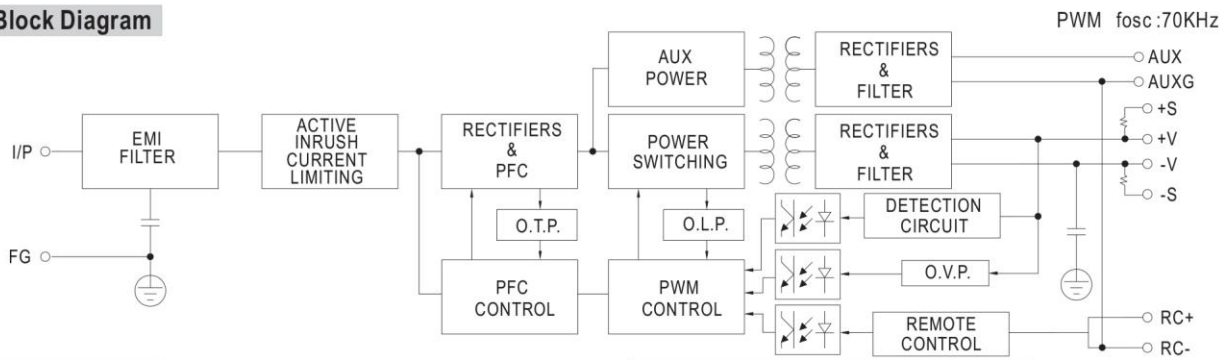 Block Diagram
PWM fosc:70KHz
AUX
POWER
RECTIFIERS
&
FILTER
AUX
AUXG
+S
I/P
EMI
FILTER
ACTIVE
INRUSH
CURRENT
LIMITING
RECTIFIERS
&
PFC
POWER
SWITCHING
RECTIFIERS
&
FILTER
+V
-V
-S
O.T.P.
O.L.P.
DETECTION
CIRCUIT
FG
PFC
CONTROL
PWM
CONTROL
O.V.P.
REMOTE
CONTROL
RC+
RC-